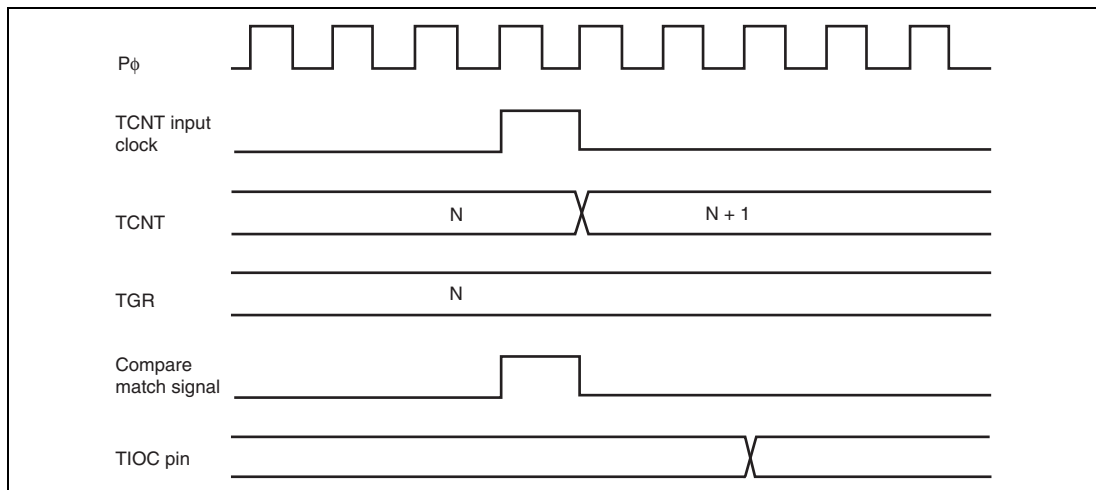 Pϕ
TCNT input
clock
TCNT
N
N + 1
TGR
N
Compare
match signal
TIOC pin